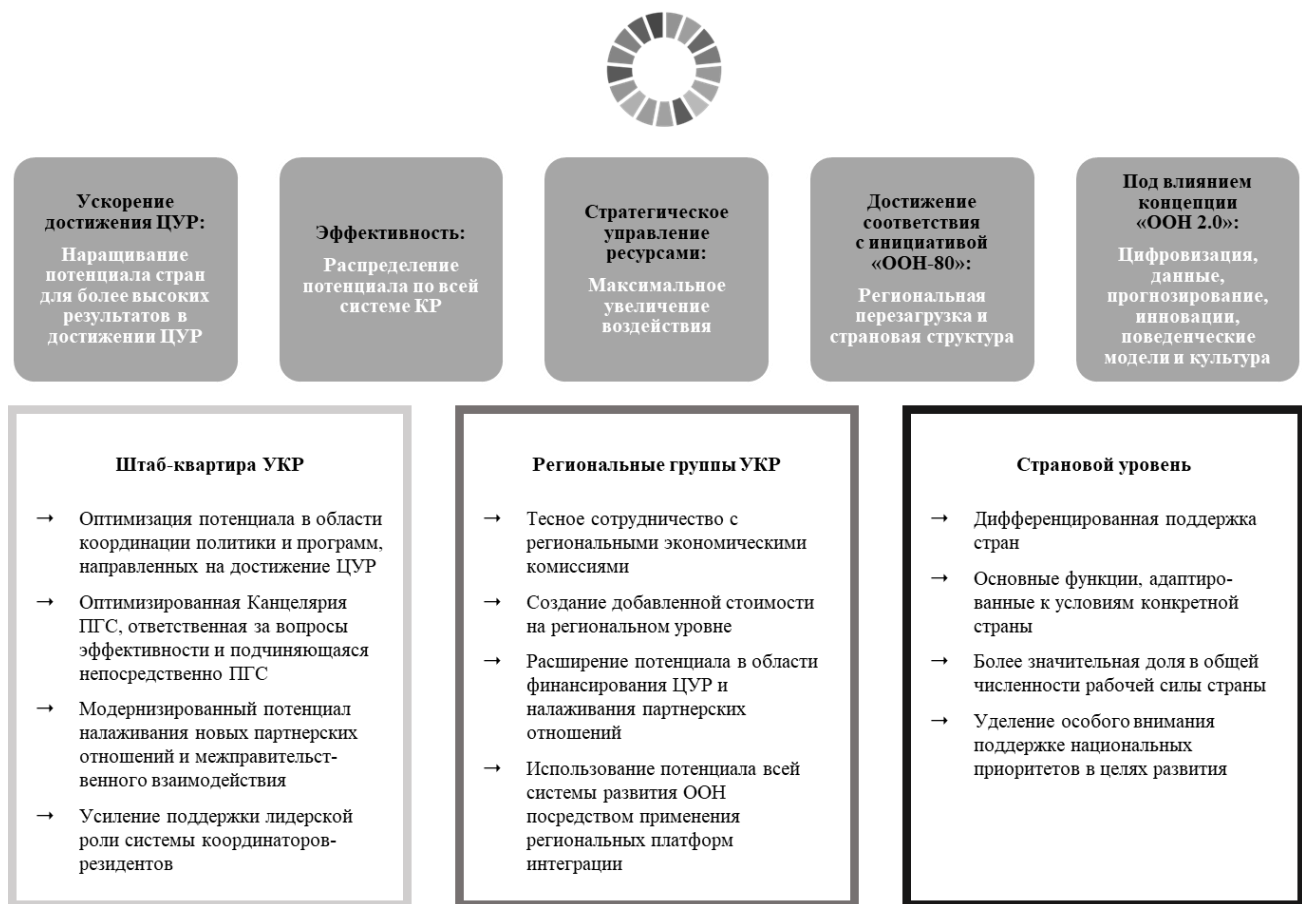 Ускорение
достижения ЦУР:
Наращивание
потенциала стран
для более высоких
результатов в
достижении ЦУР
Эффективность:
Распределение
потенциала по всей
системе КР
Стратегическое
управление
ресурсами:
Максимальное
увеличение
воздействия
Достижение
соответствия
с инициативой
«ООН-80»:
Региональная
перезагрузка и
страновая структура
Под влиянием
концепции
«ООН 2.0»:
Цифровизация,
данные,
прогнозирование,
инновации,
поведенческие
модели и культура
Штаб-квартира УКР
→ Оптимизация потенциала в области
координации политики и программ,
направленных на достижение ЦУР
→ Оптимизированная Канцелярия
ПГС, ответственная за вопросы
эффективности и подчиняющаяся
непосредственно ПГС
→ Модернизированный потенциал
налаживания новых партнерских
отношений и межправительст-
венного взаимодействия
→ Усиление поддержки лидерской
роли системы координаторов-
резидентов
Региональные группы УКР
→ Тесное сотрудничество с
региональными экономическими
комиссиями
→ Создание добавленной стоимости
на региональном уровне
→ Расширение потенциала в области
финансирования ЦУР и
налаживания партнерских
отношений
→ Использование потенциала всей
системы развития ООН
посредством применения
региональных платформ
интеграции
Страновой уровень
→ Дифференцированная поддержка
стран
→ Основные функции, адаптиро-
ванные к условиям конкретной
страны
→ Более значительная доля в общей
численности рабочей силы страны
→ Уделение особого внимания
поддержке национальных
приоритетов в целях развития